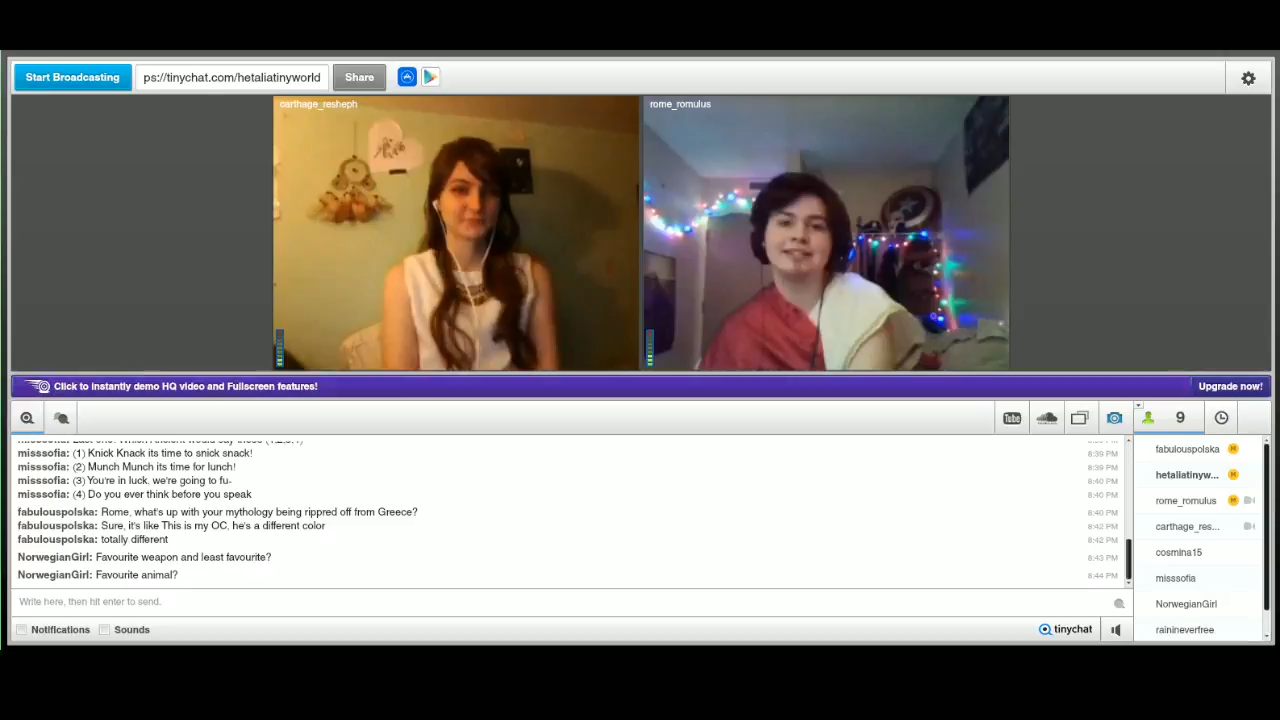 Start Broadcasting
ps://tinychat.com/hetaliatinyworld
Share
carthage_resheph
rome_romulus
Click to instantly demo HQ video and Fullscreen features!
Upgrade now!
You Tube
9
misssofia: (1) Knick Knack its time to snick snack!
8:39 PM
misssofia: (2) Munch Munch its time for lunch!
8:39 PM
misssofia: (3) You're in luck. we're going to fu-
8:40 PM
misssofia: (4) Do you ever think before you speak
8:40 PM
fabulouspolska: Rome, what's up with your mythology being rippred off from Greece?
8:40 PM
fabulouspolska: Sure, it's like This is my OC, he's a different color
8:42 PM
fabulouspolska: totally different
8:42 PM
NorwegianGirl: Favourite weapon and least favourite?
8:43 PM
NorwegianGirl: Favourite animal?
8:44 PM
Write here, then hit enter to send.
Notifications
Sounds
tinychat
fabulouspolska M
hetaliatinyw... M
rome_romulus M
carthage_res...
cosmina15
misssofia
NorwegianGirl
rainineverfree